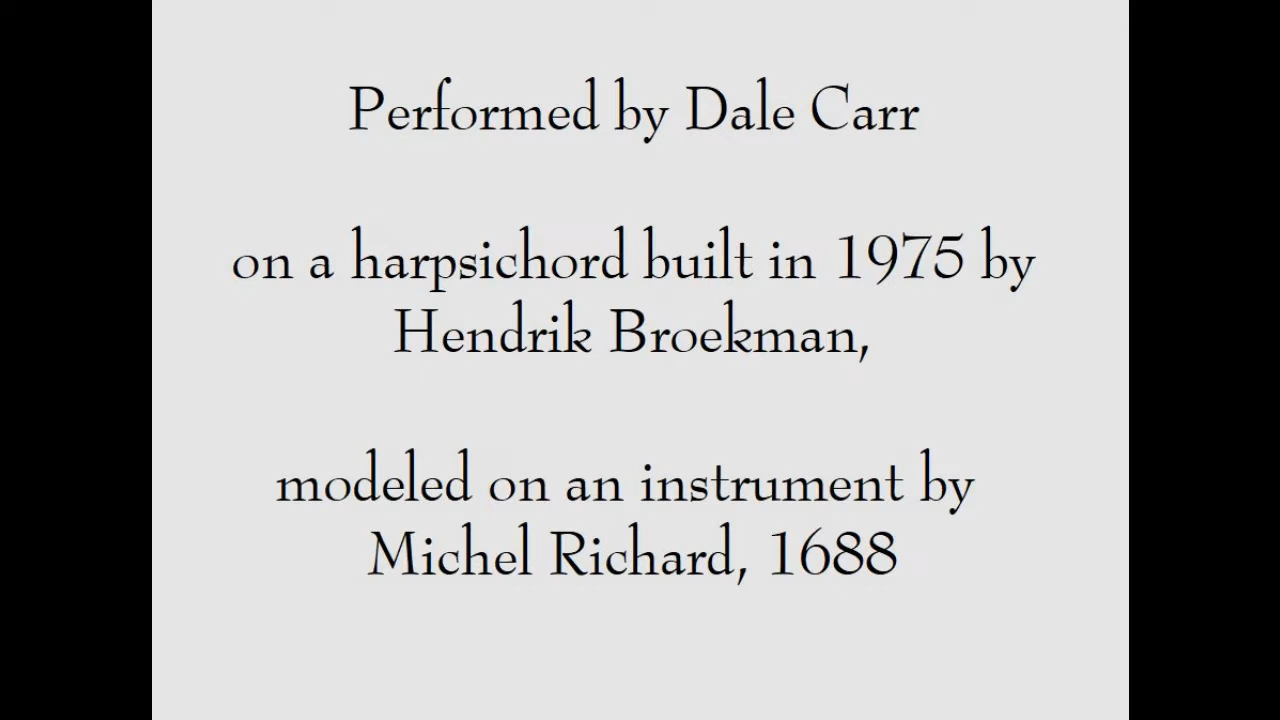 Performed by Dale Carr
on a harpsichord built in 1975 by
Hendrik Broekman,
modeled on an instrument by
Michel Richard, 1688